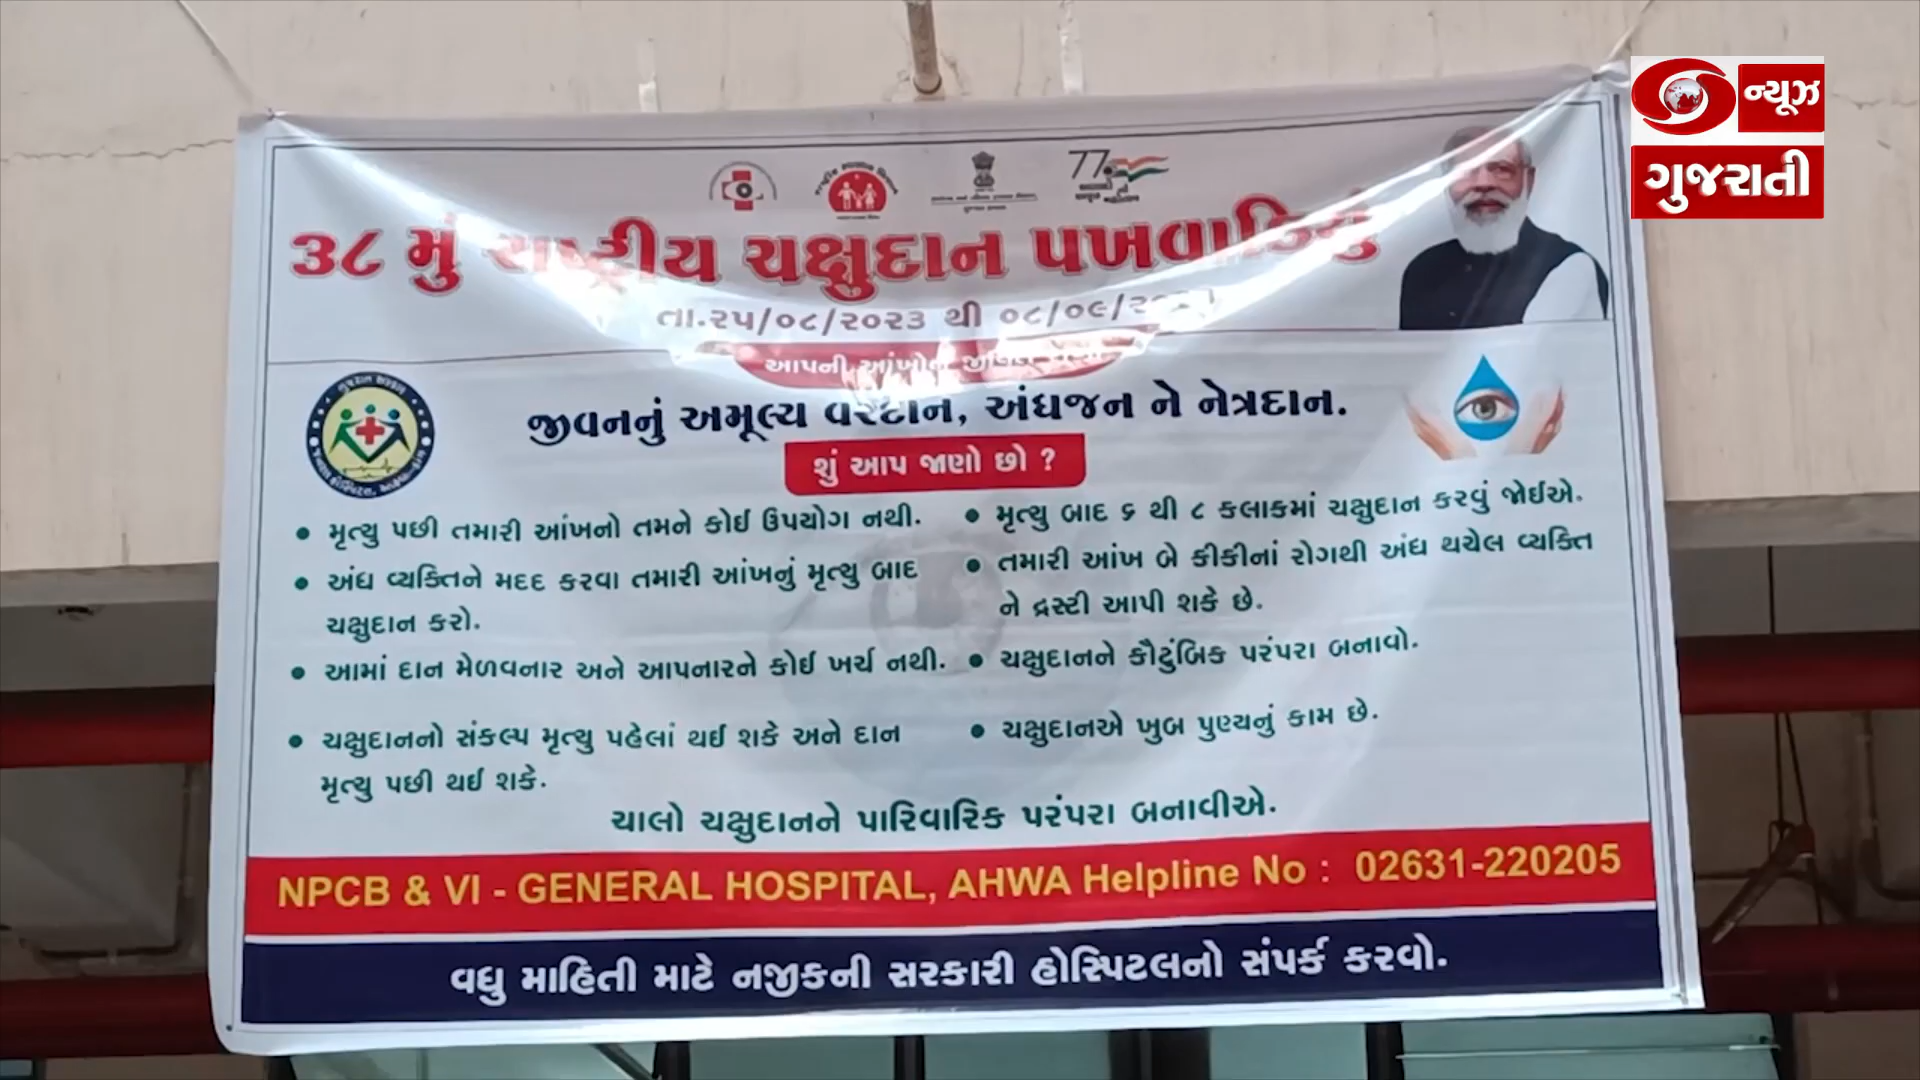 ન્યૂઝ
ગુજરાતી
77
૩૮ મું રાષ્ટ્રીય ચક્ષુદાન પખવાડિયું
તા.૨૫/૦૮/૨૦૨૩ થી ૦૮/૦૯/
આપની આંખોને જીવિત
જીવનનું અમૂલ્ય વરદાન, અંધજન ને નેત્રદાન.
શું આપ જાણો છો ?
• મૃત્યુ પછી તમારી આંખનો તમને કોઈ ઉપયોગ નથી.
• અંધ વ્યક્તિને મદદ કરવા તમારી આંખનું મૃત્યુ બાદ
ચક્ષુદાન કરો.
• આમાં દાન મેળવનાર અને આપનારને કોઈ ખર્ચ નથી.
• ચક્ષુદાનનો સંકલ્પ મૃત્યુ પહેલાં થઈ શકે અને દાન
મૃત્યુ પછી થઈ શકે.
• મૃત્યુ બાદ ૬ થી ૮ કલાકમાં ચક્ષુદાન કરવું જોઈએ.
• તમારી આંખ બે કીકીનાં રોગથી અંધ થયેલ વ્યક્તિ
ને દ્રસ્ટી આપી શકે છે.
• ચક્ષુદાનને કૌટુંબિક પરંપરા બનાવો.
• ચક્ષુદાનએ ખુબ પુણ્યનું કામ છે.
ચાલો ચક્ષુદાનને પારિવારિક પરંપરા બનાવીએ.
NPCB & VI - GENERAL HOSPITAL, AHWA Helpline No : 02631-220205
વધુ માહિતી માટે નજીકની સરકારી હોસ્પિટલનો સંપર્ક કરવો.